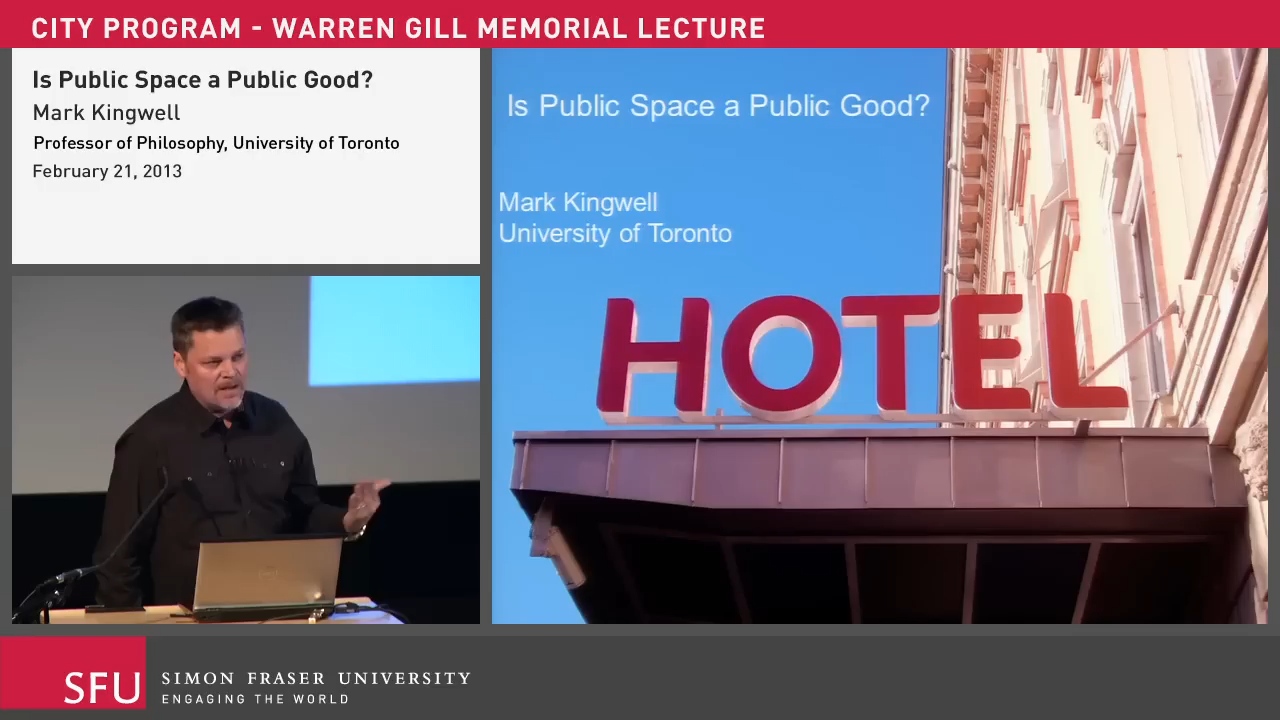 CITY PROGRAM - WARREN GILL MEMORIAL LECTURE
Is Public Space a Public Good?
Mark Kingwell
Professor of Philosophy, University of Toronto
February 21, 2013
Is Public Space a Public Good?
Mark Kingwell
University of Toronto
HOTEL
SFU SIMON FRASER UNIVERSITY
ENGAGING THE WORLD